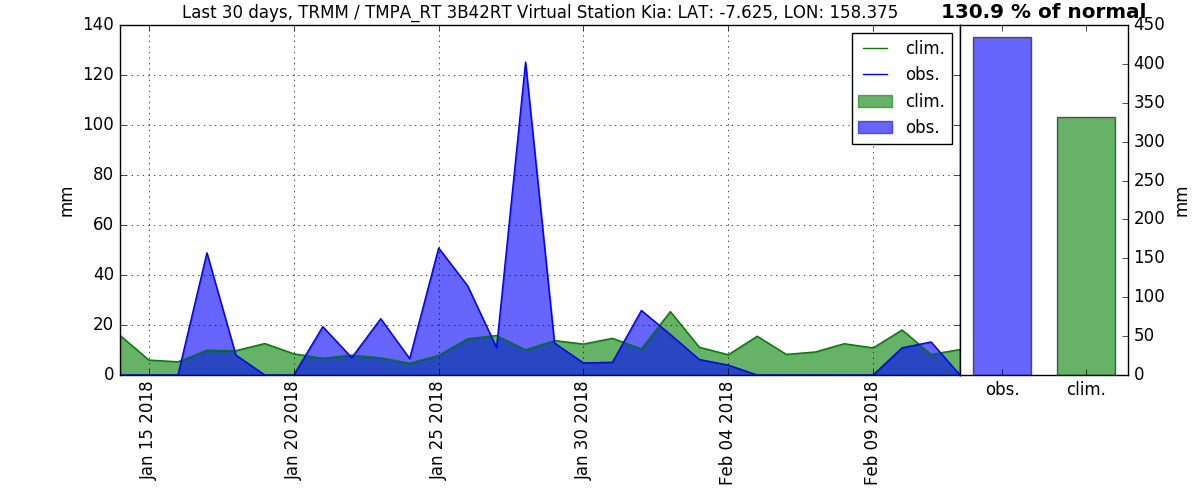 Last 30 days, TRMM / TMPA_RT 3B42RT Virtual Station Kia: LAT: -7.625, LON: 158.375
130.9 % of normal
140
120
100
80
60
40
20
0
mm
clim.
obs.
clim.
obs.
Jan 15 2018
Jan 20 2018
Jan 25 2018
Jan 30 2018
Feb 04 2018
Feb 09 2018
450
400
350
300
250
200
150
100
50
0
mm
obs.
clim.